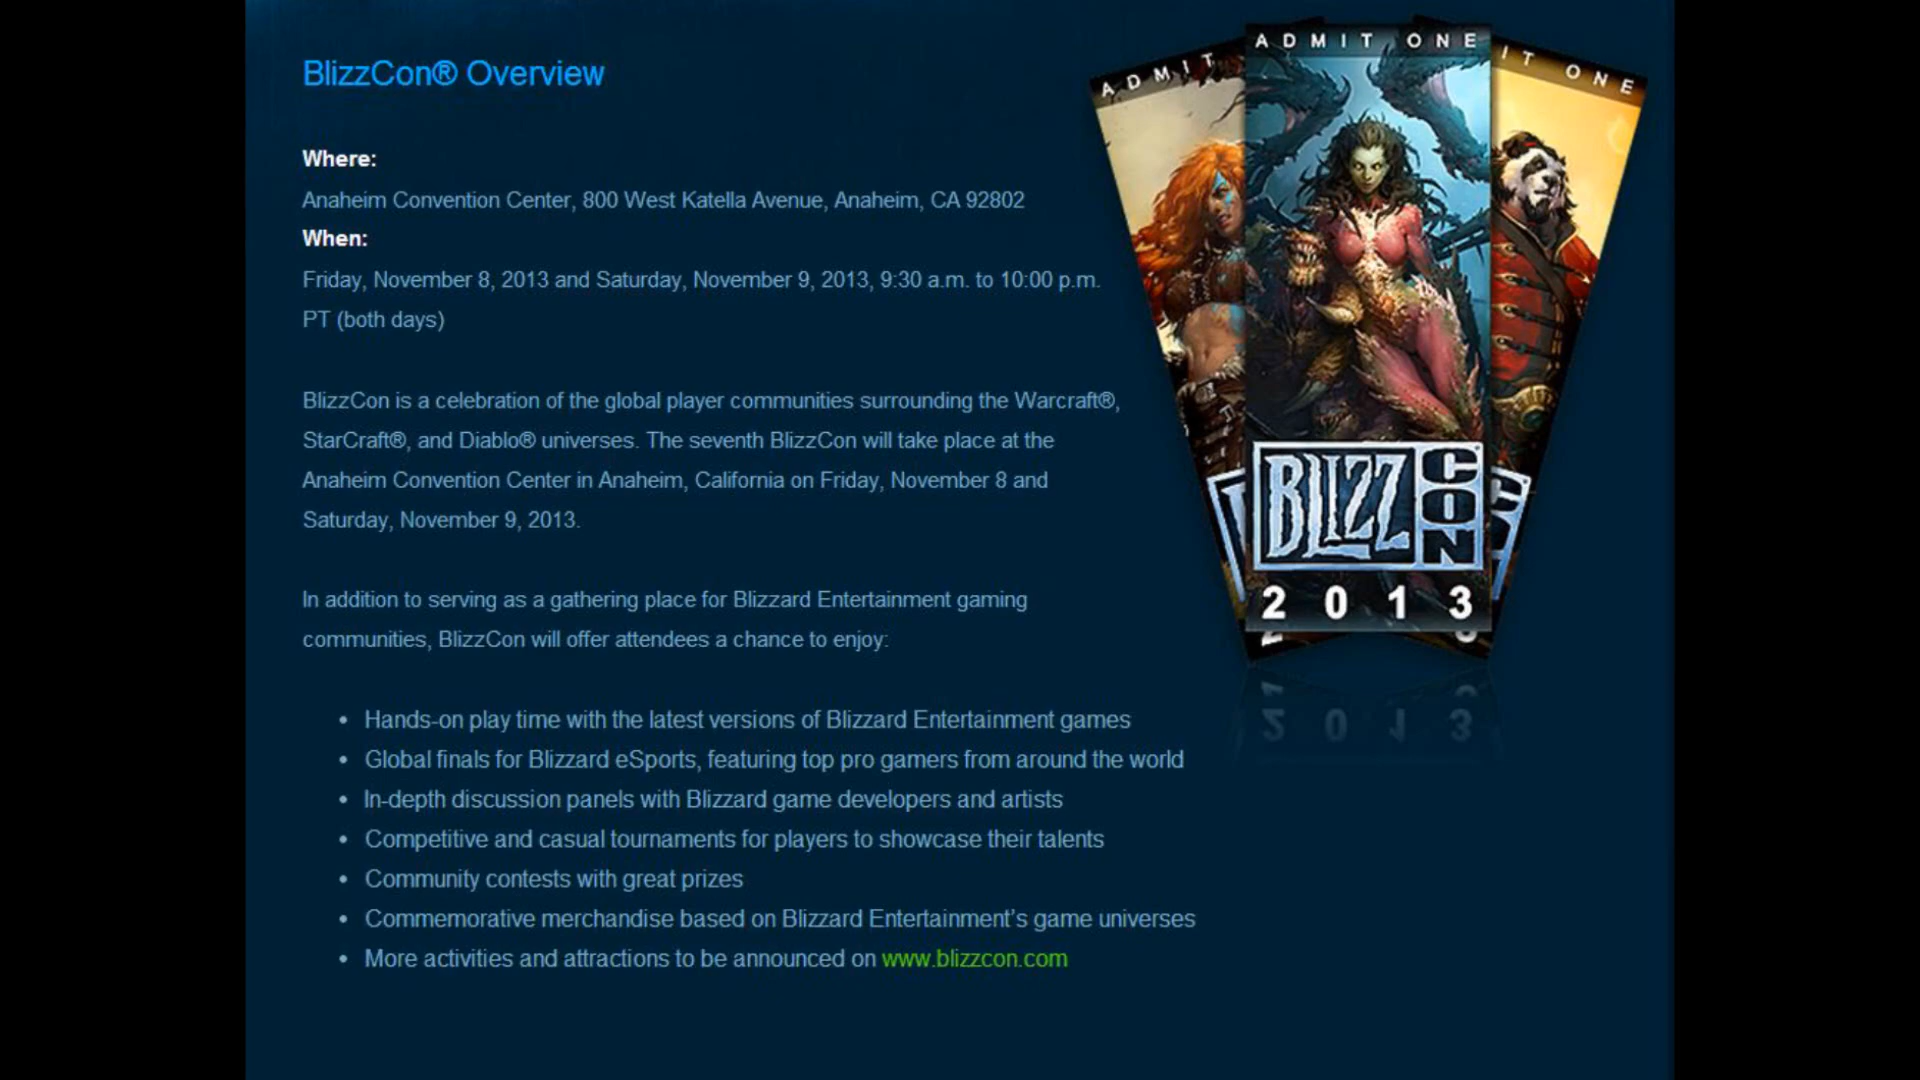 BlizzCon® Overview
Where:
Anaheim Convention Center, 800 West Katella Avenue, Anaheim, CA 92802
When:
Friday, November 8, 2013 and Saturday, November 9, 2013, 9:30 a.m. to 10:00 p.m.
PT (both days)
BlizzCon is a celebration of the global player communities surrounding the Warcraft®,
StarCraft®, and Diablo® universes. The seventh BlizzCon will take place at the
Anaheim Convention Center in Anaheim, California on Friday, November 8 and
Saturday, November 9, 2013.
In addition to serving as a gathering place for Blizzard Entertainment gaming
communities, BlizzCon will offer attendees a chance to enjoy:
• Hands-on play time with the latest versions of Blizzard Entertainment games
• Global finals for Blizzard eSports, featuring top pro gamers from around the world
• In-depth discussion panels with Blizzard game developers and artists
• Competitive and casual tournaments for players to showcase their talents
• Community contests with great prizes
• Commemorative merchandise based on Blizzard Entertainment’s game universes
• More activities and attractions to be announced on www.blizzcon.com
ADMIT
ADMIT ONE
IT ONE
BLIZZ CON
2013